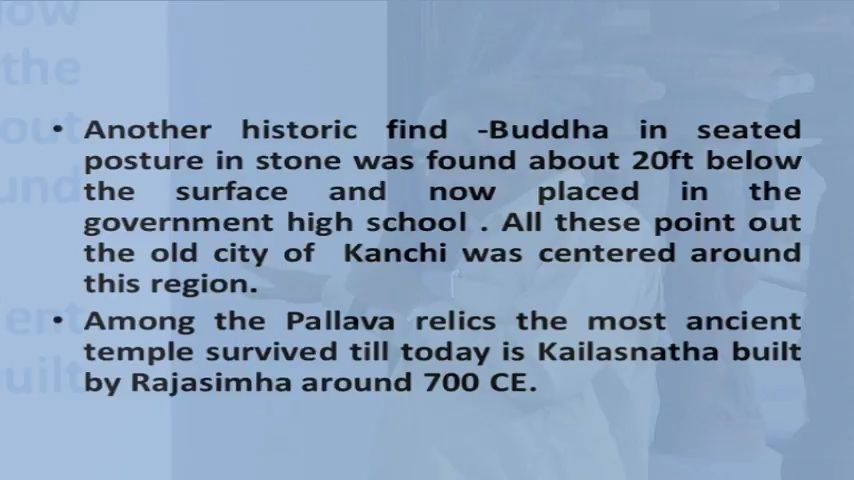 • Another historic find -Buddha in seated
posture in stone was found about 20ft below
the surface and now placed in the
government high school . All these point out
the old city of Kanchi was centered around
this region.
• Among the Pallava relics the most ancient
temple survived till today is Kailasnatha built
by Rajasimha around 700 CE.